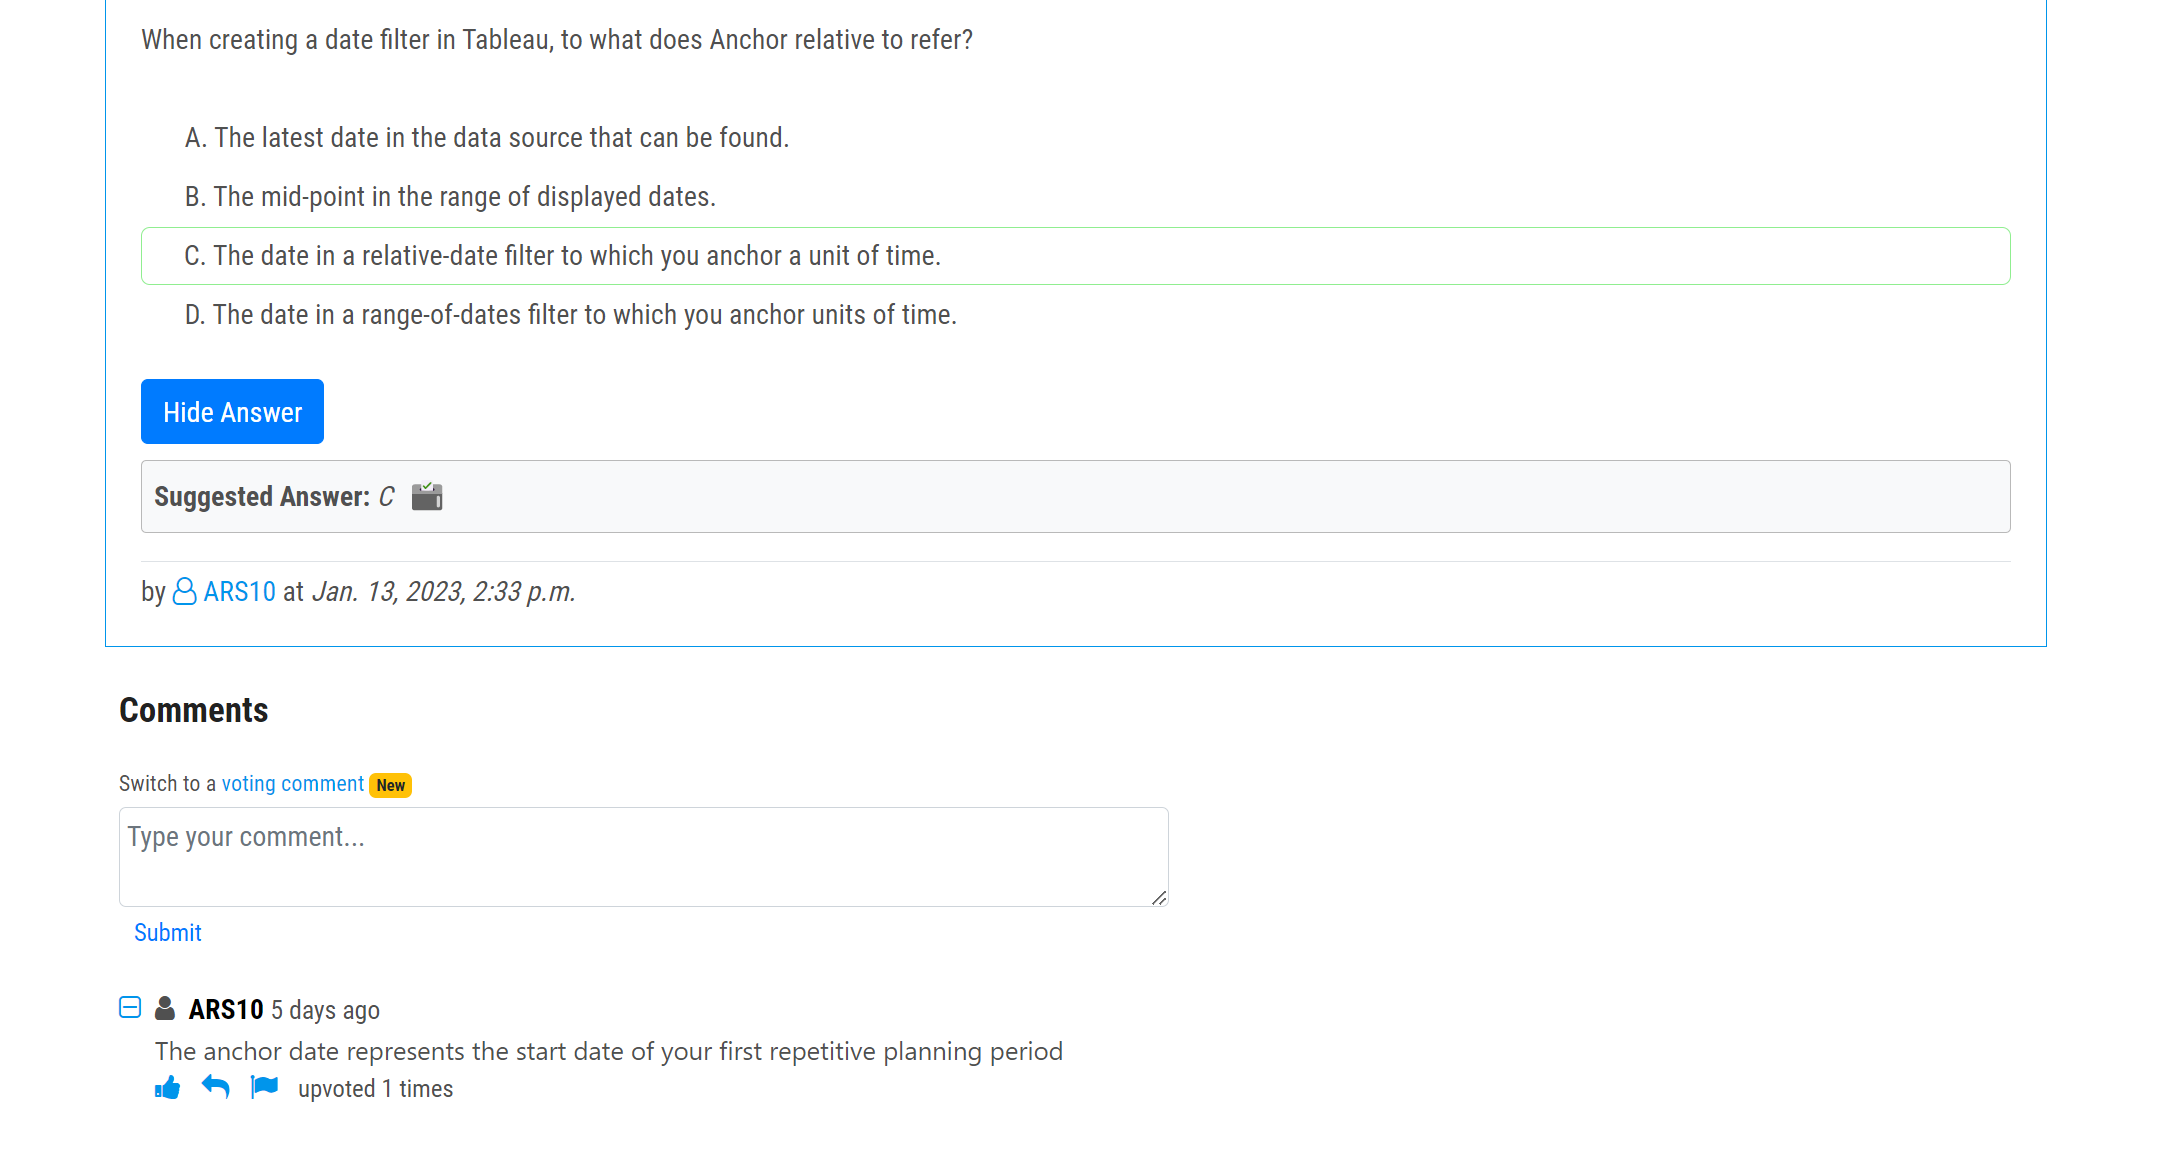 When creating a date filter in Tableau, to what does Anchor relative to refer?
A. The latest date in the data source that can be found.
B. The mid-point in the range of displayed dates.
C. The date in a relative-date filter to which you anchor a unit of time.
D. The date in a range-of-dates filter to which you anchor units of time.
Hide Answer
Suggested Answer: C
by ARS10 at Jan. 13, 2023, 2:33 p.m.
Comments
Switch to a voting comment New
Type your comment...
Submit
ARS10 5 days ago
The anchor date represents the start date of your first repetitive planning period
upvoted 1 times